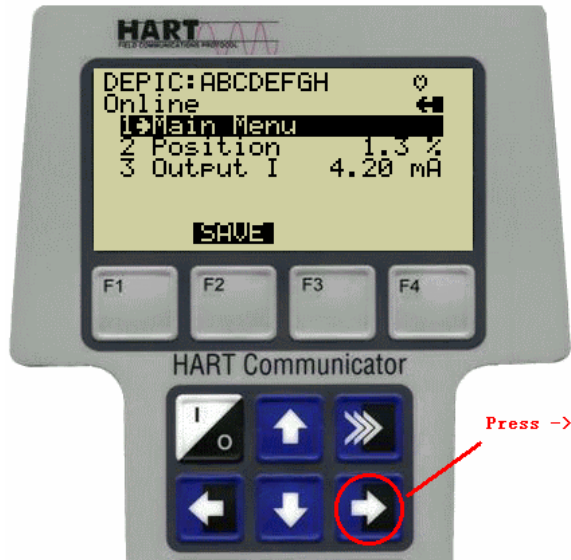 HART
FIELD COMMUNICATIONS PROTOCOL
DEPIC:ABCDEFGH
Online
1→Main Menu
2 Position 1.3 %
3 Output I 4.20 mA
SAVE
F1 F2 F3 F4
HART Communicator
I
O
Press ->